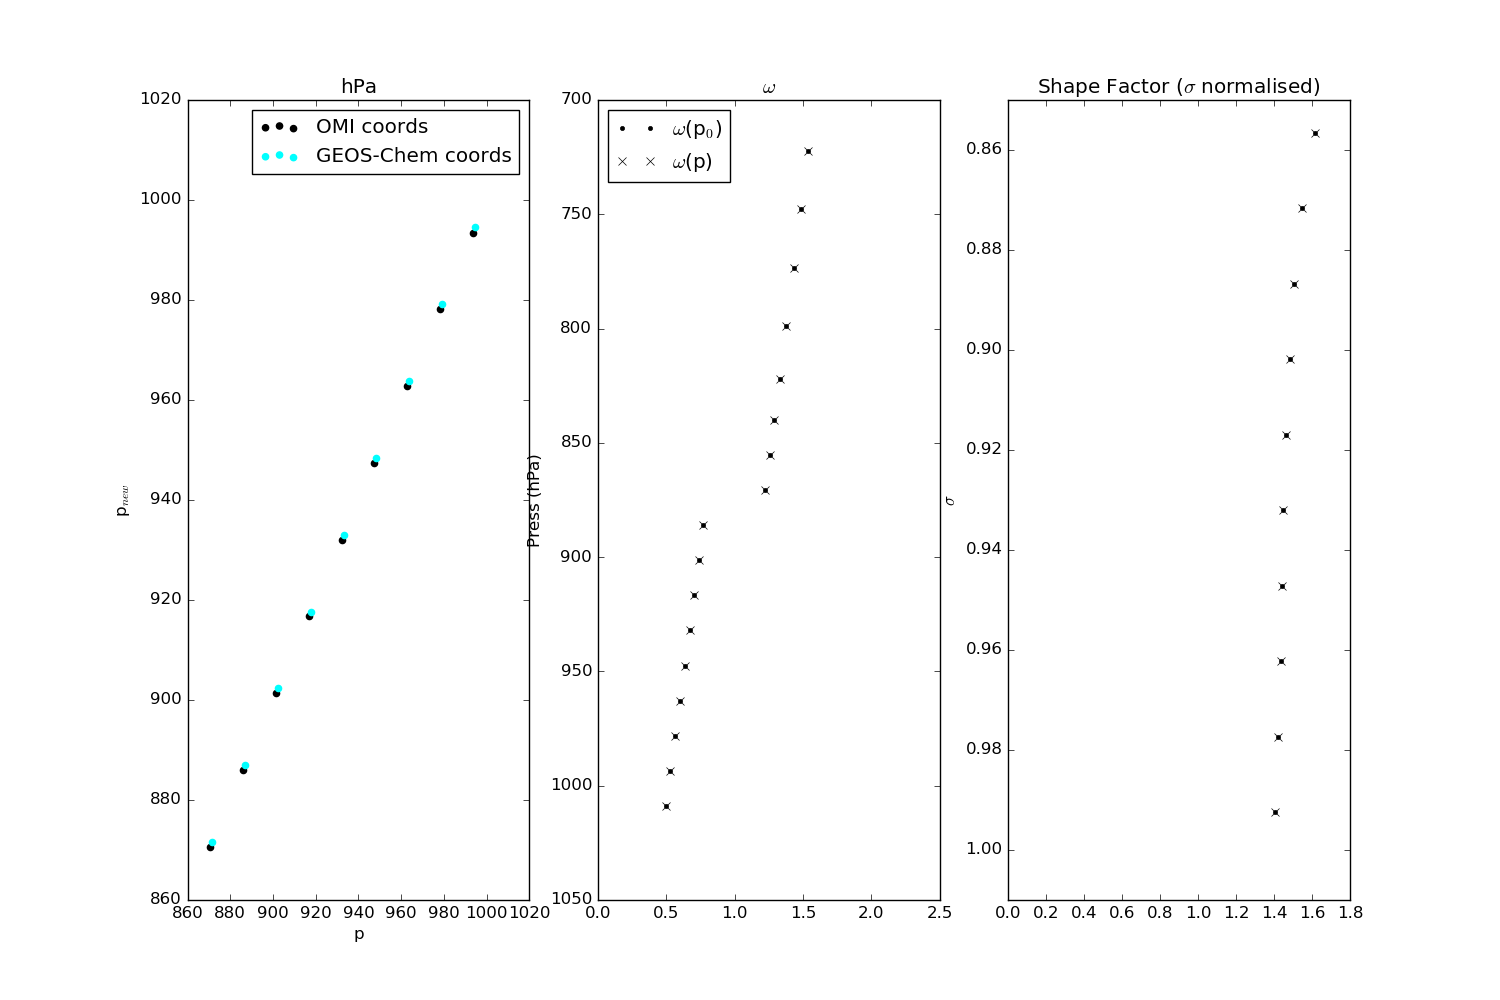 hPa
1020
1000
980
960
940
920
900
880
860
860 880 900 920 940 960 980 1000 1020
p
pₙₑw
OMI coords
GEOS-Chem coords
ω
700
750
800
850
900
950
1000
1050
0.0 0.5 1.0 1.5 2.0 2.5
Press (hPa)
ω(p₀)
ω(p)
Shape Factor (σ normalised)
0.86
0.88
0.90
0.92
0.94
0.96
0.98
1.00
0.0 0.2 0.4 0.6 0.8 1.0 1.2 1.4 1.6 1.8
σ